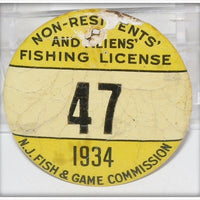 NON-RESIDENTS'
AND ALIENS'
FISHING LICENSE
47
1934
N.J. FISH & GAME COMMISSION